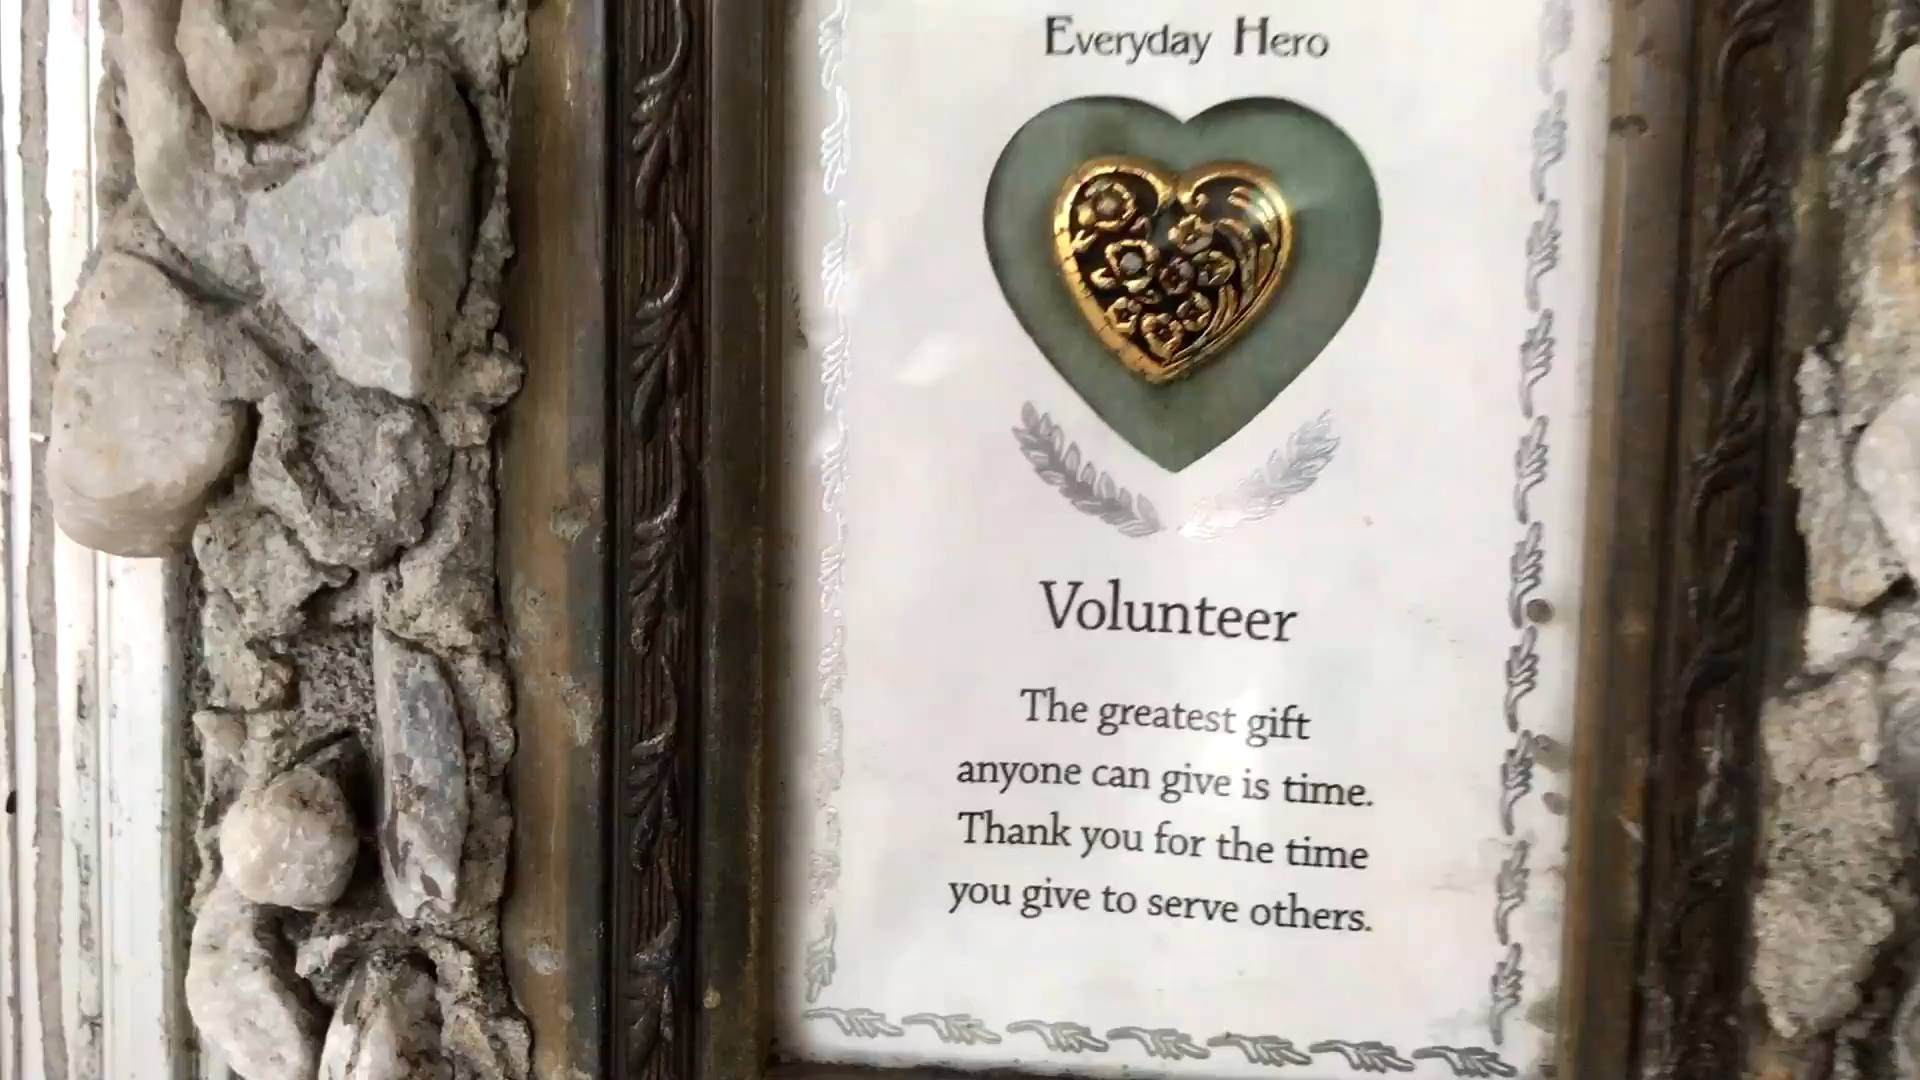 Everyday Hero
Volunteer
The greatest gift
anyone can give is time.
Thank you for the time
you give to serve others.